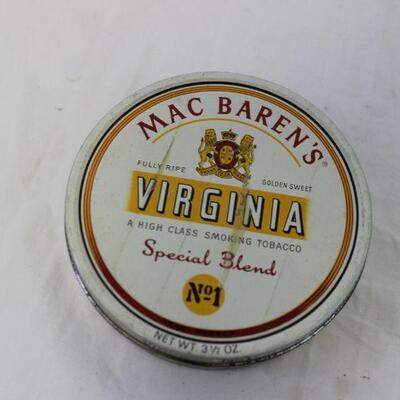 MAC BAREN'S®
FULLY RIPE
GOLDEN SWEET
VIRGINIA
A HIGH CLASS SMOKING TOBACCO
Special Blend
No1
NET WT. 3½ OZ.